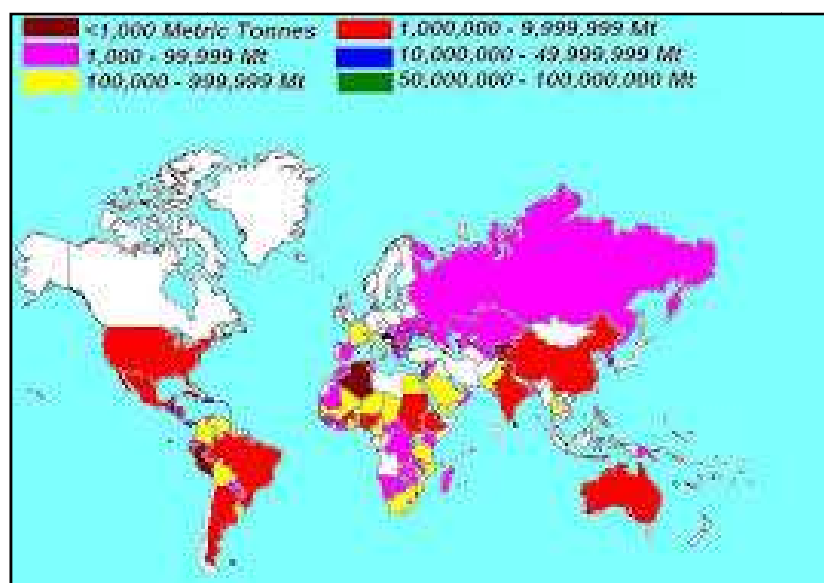 <1,000 Metric Tonnes
1,000 - 99,999 Mt
100,000 - 999,999 Mt
1,000,000 - 9,999,999 Mt
10,000,000 - 49,999,999 Mt
50,000,000 - 100,000,000 Mt